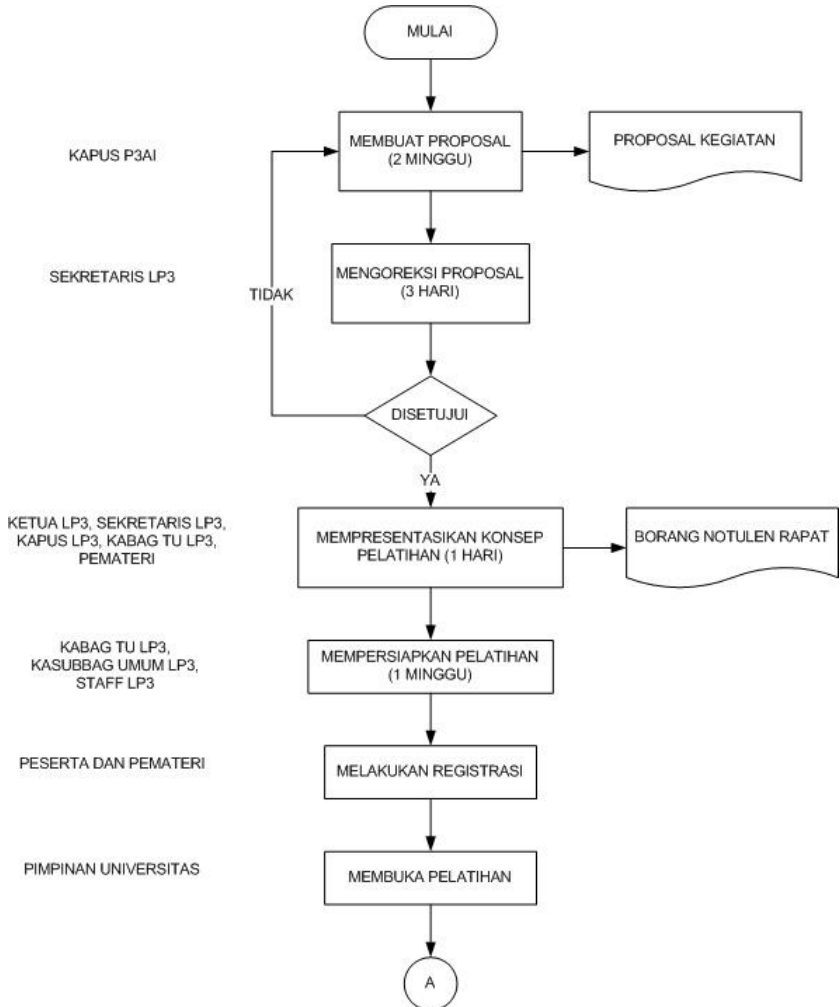 MULAI
KAPUS P3AI
MEMBUAT PROPOSAL
(2 MINGGU)
PROPOSAL KEGIATAN
SEKRETARIS LP3
MENGOREKSI PROPOSAL
(3 HARI)
TIDAK
DISETUJUI
YA
KETUA LP3, SEKRETARIS LP3,
KAPUS LP3, KABAG TU LP3,
PEMATERI
MEMPRESENTASIKAN KONSEP
PELATIHAN (1 HARI)
BORANG NOTULEN RAPAT
KABAG TU LP3,
KASUBBAG UMUM LP3,
STAFF LP3
MEMPERSIAPKAN PELATIHAN
(1 MINGGU)
PESERTA DAN PEMATERI
MELAKUKAN REGISTRASI
PIMPINAN UNIVERSITAS
MEMBUKA PELATIHAN
A